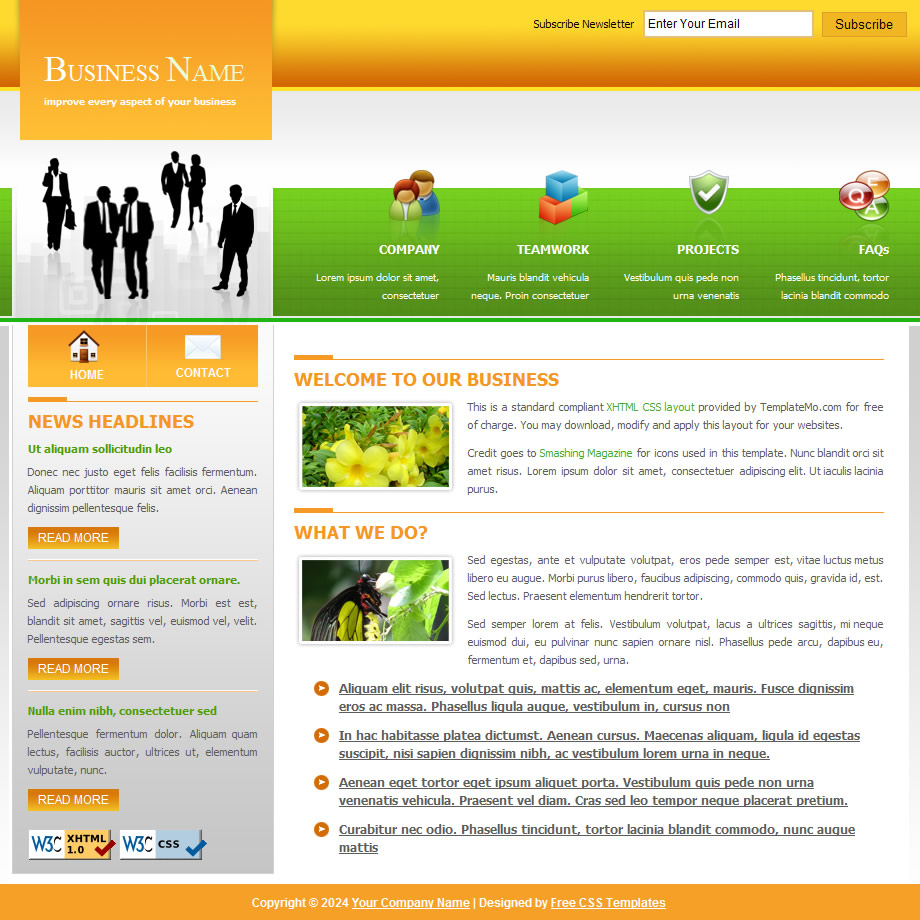 Subscribe Newsletter Enter Your Email Subscribe
BUSINESS NAME
improve every aspect of your business
COMPANY
Lorem ipsum dolor sit amet,
consectetuer
TEAMWORK
Mauris blandit vehicula
neque. Proin consectetuer
PROJECTS
Vestibulum quis pede non
urna venenatis
FAQs
Phasellus tincidunt, tortor
lacinia blandit commodo
HOME
CONTACT
NEWS HEADLINES
Ut aliquam sollicitudin leo
Donec nec justo eget felis facilisis fermentum.
Aliquam porttitor mauris sit amet orci. Aenean
dignissim pellentesque felis.
READ MORE
Morbi in sem quis dui placerat ornare.
Sed adipiscing ornare risus. Morbi est est,
blandit sit amet, sagittis vel, euismod vel, velit.
Pellentesque egestas sem.
READ MORE
Nulla enim nibh, consectetuer sed
Pellentesque fermentum dolor. Aliquam quam
lectus, facilisis auctor, ultrices ut, elementum
vulputate, nunc.
READ MORE
W3C XHTML 1.0
W3C CSS
WELCOME TO OUR BUSINESS
This is a standard compliant XHTML CSS layout provided by TemplateMo.com for free
of charge. You may download, modify and apply this layout for your websites.
Credit goes to Smashing Magazine for icons used in this template. Nunc blandit orci sit
amet risus. Lorem ipsum dolor sit amet, consectetuer adipiscing elit. Ut iaculis lacinia
purus.
WHAT WE DO?
Sed egestas, ante et vulputate volutpat, eros pede semper est, vitae luctus metus
libero eu augue. Morbi purus libero, faucibus adipiscing, commodo quis, gravida id, est.
Sed lectus. Praesent elementum hendrerit tortor.
Sed semper lorem at felis. Vestibulum volutpat, lacus a ultrices sagittis, mi neque
euismod dui, eu pulvinar nunc sapien ornare nisl. Phasellus pede arcu, dapibus eu,
fermentum et, dapibus sed, urna.
Aliquam elit risus, volutpat quis, mattis ac, elementum eget, mauris. Fusce dignissim
eros ac massa. Phasellus ligula augue, vestibulum in, cursus non
In hac habitasse platea dictumst. Aenean cursus. Maecenas aliquam, ligula id egestas
suscipit, nisi sapien dignissim nibh, ac vestibulum lorem urna in neque.
Aenean eget tortor eget ipsum aliquet porta. Vestibulum quis pede non urna
venenatis vehicula. Praesent vel diam. Cras sed leo tempor neque placerat pretium.
Curabitur nec odio. Phasellus tincidunt, tortor lacinia blandit commodo, nunc augue
mattis
Copyright © 2024 Your Company Name | Designed by Free CSS Templates